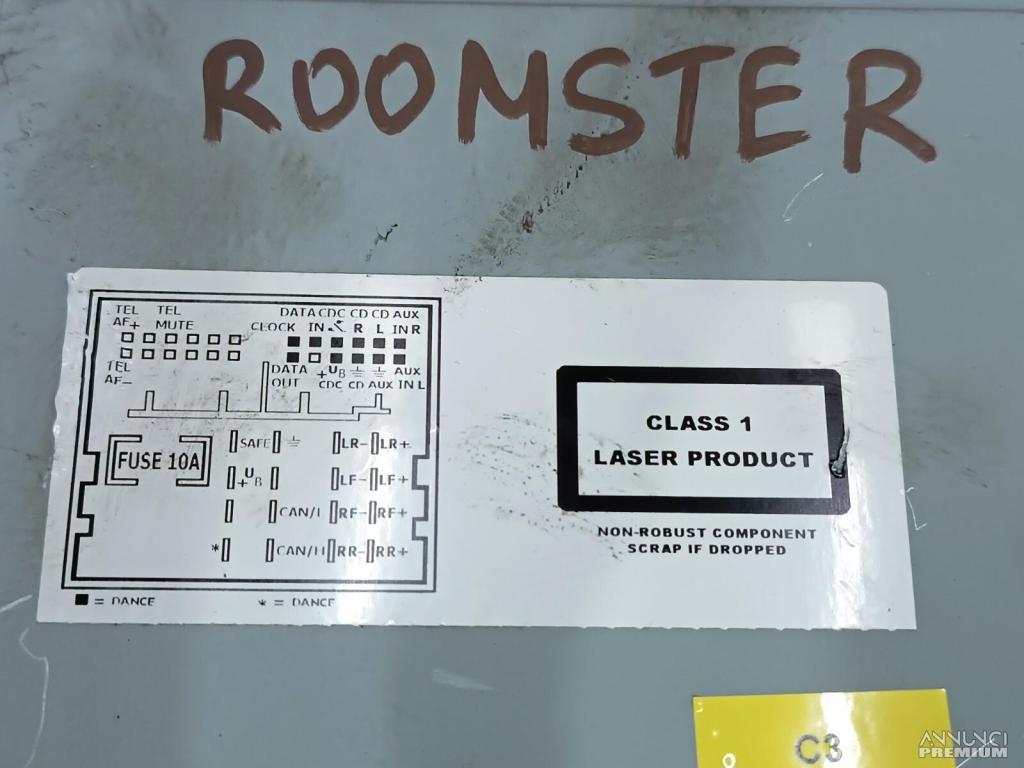 ROOMSTER
TEL TEL DATA CDC CD CD AUX
AF+ MUTE CLOCK IN R L IN R
TEL DATA +UB AUX
AF- OUT CDC CD AUX IN L
FUSE 10A
SAFE LR- LR+
+UB LF- LF+
CAN/L RF- RF+
* CAN/H RR- RR+
■ = DANCE * = DANCE
CLASS 1
LASER PRODUCT
NON-ROBUST COMPONENT
SCRAP IF DROPPED
C3
ANNUNCI
PREMIUM